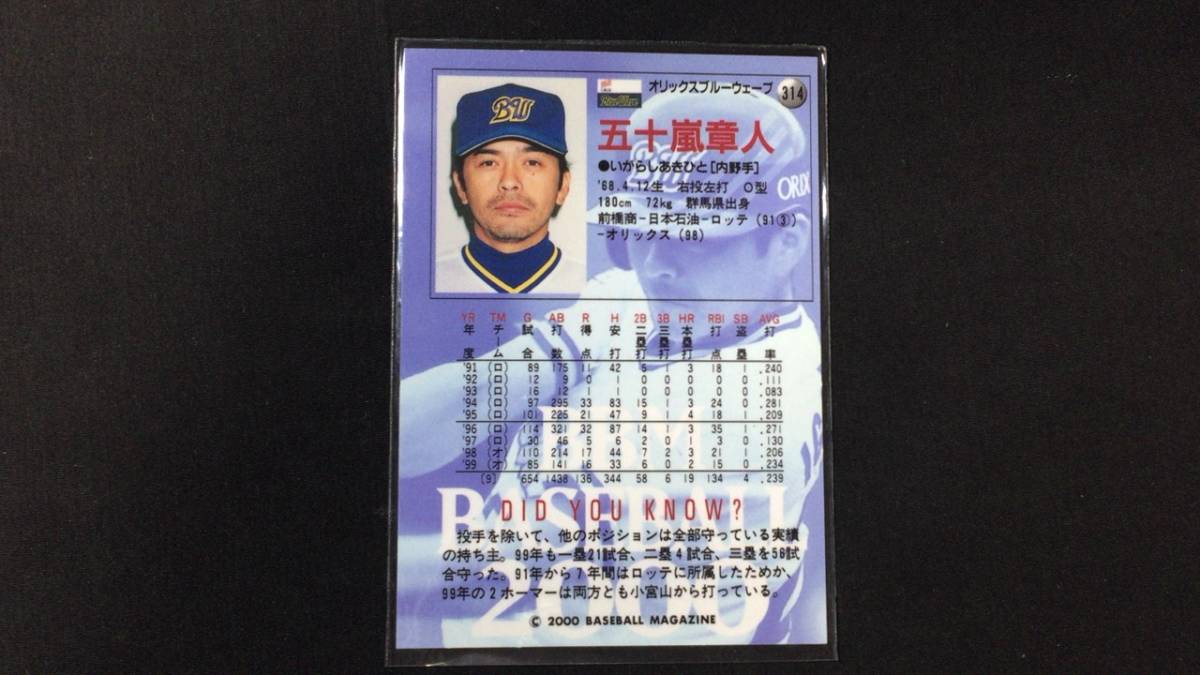 BW
BlueWave
オリックスブルーウェーブ 314
五十嵐章人
●いがらしあきひと[内野手]
'68.4.12生 右投左打 O型
180cm 72kg 群馬県出身
前橋商−日本石油−ロッテ(91③)
−オリックス(98)
ORIX
YR TM G AB R H 2B 3B HR RBI SB AVG
年度 チーム 試合 打数 得点 安打 二塁打 三塁打 本塁打 打点 盗塁 打率
'91 (ロ) 89 175 11 42 5 1 3 18 1 .240
'92 (ロ) 12 9 0 1 0 0 0 0 0 .111
'93 (ロ) 16 12 1 1 0 0 0 0 0 .083
'94 (ロ) 97 295 33 83 15 1 3 24 0 .281
'95 (ロ) 101 225 21 47 9 1 4 18 1 .209
'96 (ロ) 114 321 32 87 14 1 3 35 1 .271
'97 (ロ) 30 46 5 6 2 0 1 3 0 .130
'98 (オ) 110 214 17 44 7 2 3 21 1 .206
'99 (オ) 85 141 16 33 6 0 2 15 0 .234
(9) 654 1438 136 344 58 6 19 134 4 .239
BBM
BASEBALL
2000
DID YOU KNOW?
投手を除いて、他のポジションは全部守っている実績
の持ち主。99年も一塁21試合、二塁4試合、三塁を56試
合守った。91年から7年間はロッテに所属したためか、
99年の2ホーマーは両方とも小宮山から打っている。
© 2000 BASEBALL MAGAZINE